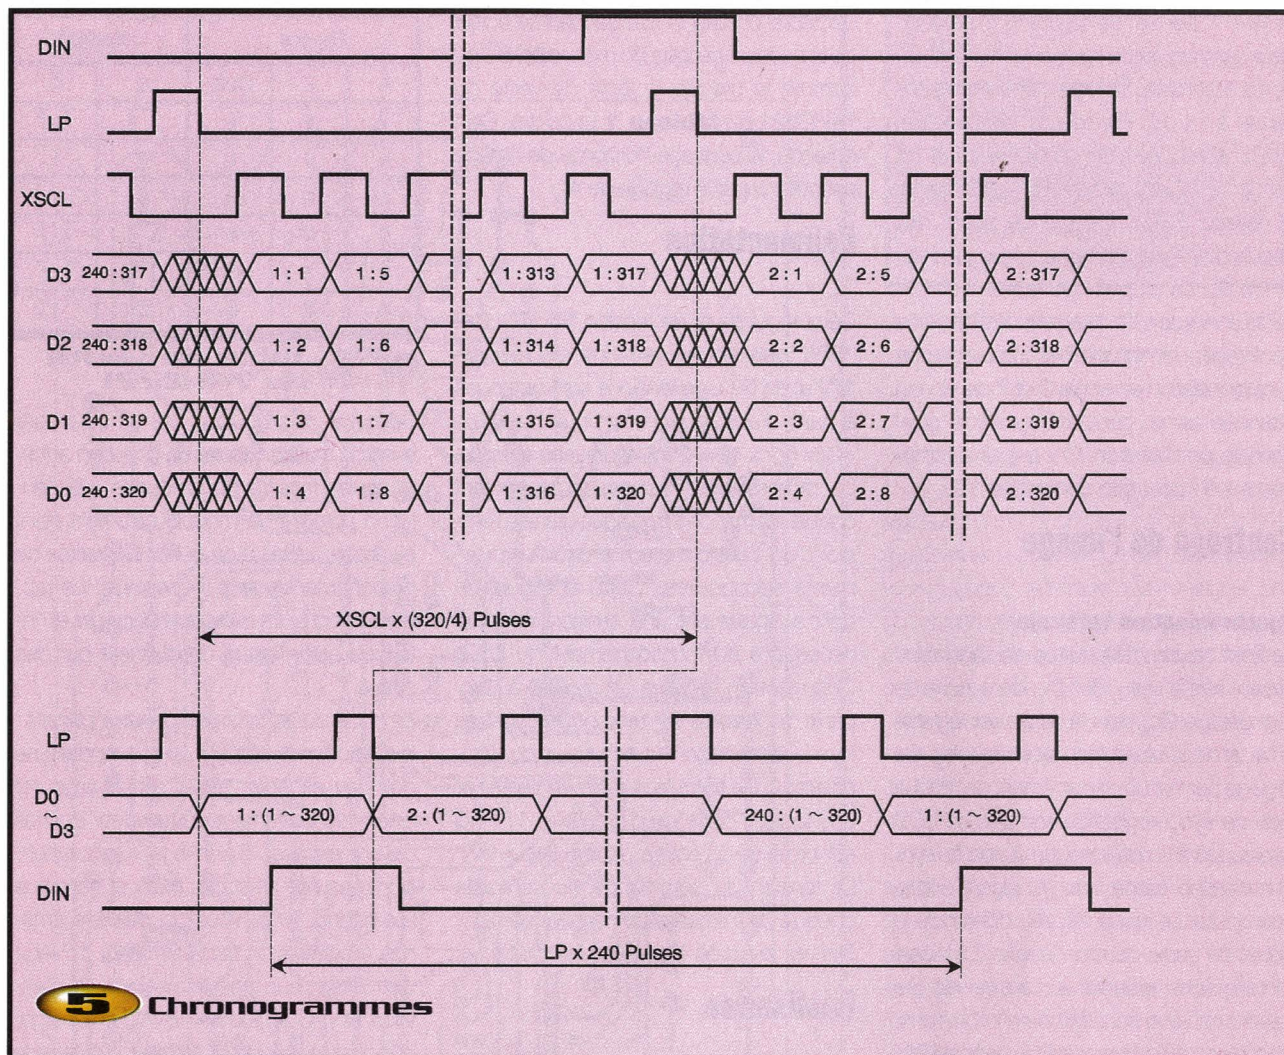 DIN
LP
XSCL
D3 240:317 1:1 1:5 1:313 1:317 2:1 2:5 2:317
D2 240:318 1:2 1:6 1:314 1:318 2:2 2:6 2:318
D1 240:319 1:3 1:7 1:315 1:319 2:3 2:7 2:319
D0 240:320 1:4 1:8 1:316 1:320 2:4 2:8 2:320
XSCL x (320/4) Pulses
LP
D0 ~ D3 1 : (1 ~ 320) 2 : (1 ~ 320) 240 : (1 ~ 320) 1 : (1 ~ 320)
DIN
LP x 240 Pulses
5 Chronogrammes